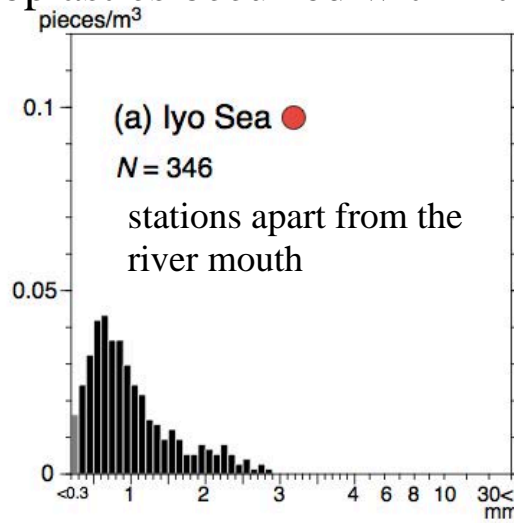 pieces/m³
0.1
(a) Iyo Sea
N = 346
stations apart from the
river mouth
0.05
0
<0.3 1 2 3 4 6 8 10 30<
mm